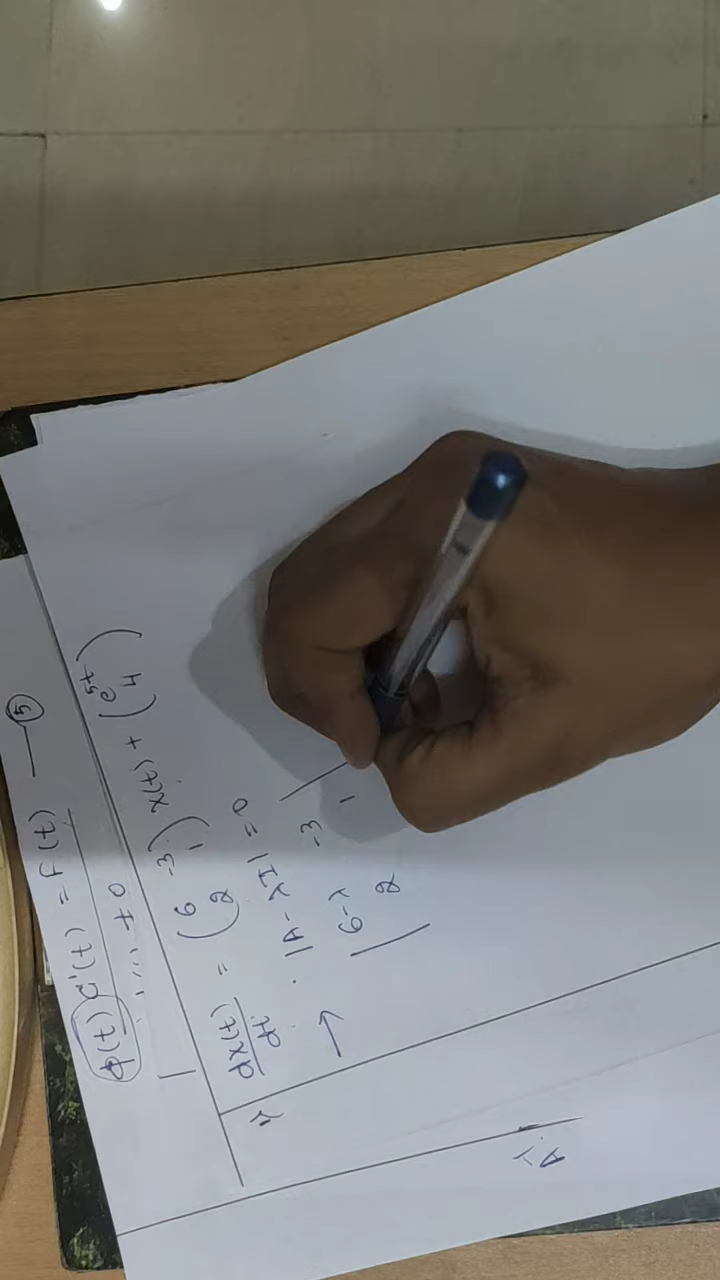 φ(t) c'(t) = F(t) — ⑤
≠ 0
1) dx(t)/dt = (6 -3 2 1) x(t) + (e^5t 4)
→ . |A - λI| = 0
|6-λ -3|
|2 1